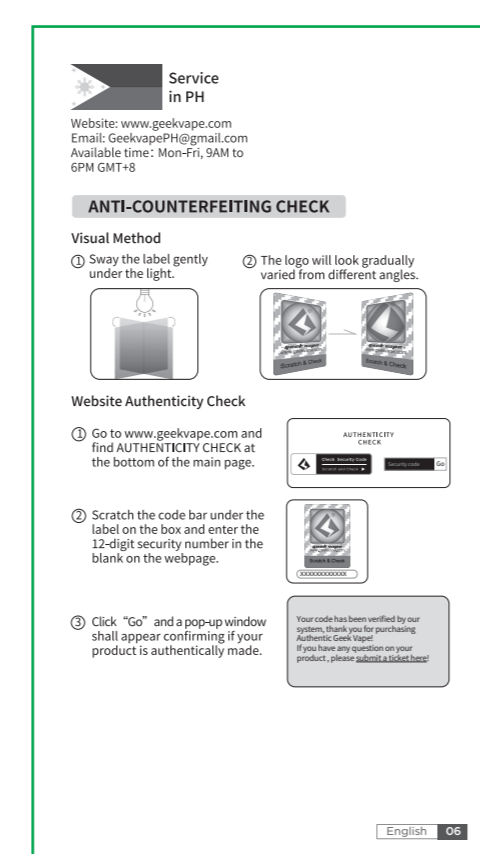 Service
in PH
Website: www.geekvape.com
Email: GeekvapePH@gmail.com
Available time: Mon-Fri, 9AM to
6PM GMT+8
ANTI-COUNTERFEITING CHECK
Visual Method
① Sway the label gently
under the light.
② The logo will look gradually
varied from different angles.
Scratch & Check
Scratch & Check
Website Authenticity Check
① Go to www.geekvape.com and
find AUTHENTICITY CHECK at
the bottom of the main page.
AUTHENTICITY
CHECK
Check Security Code
Scratch and Check
Security code Go
② Scratch the code bar under the
label on the box and enter the
12-digit security number in the
blank on the webpage.
Scratch & Check
XXXXXXXXXXXX
③ Click “Go” and a pop-up window
shall appear confirming if your
product is authentically made.
Your code has been verified by our
system, thank you for purchasing
Authentic Geek Vape!
If you have any question on your
product , please submit a ticket here!
English 06